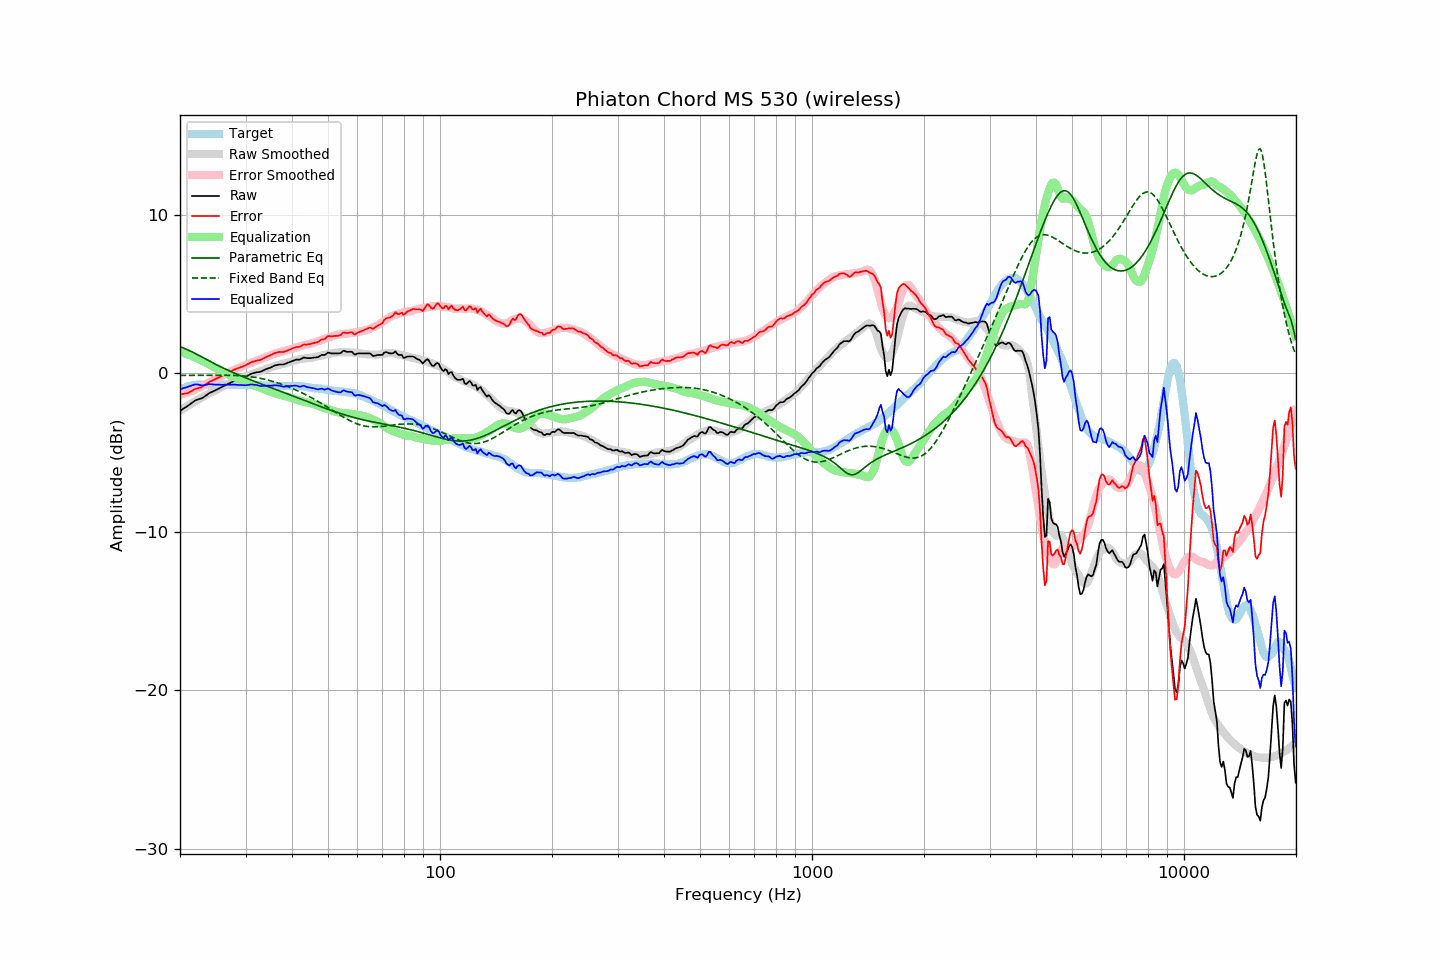 Phiaton Chord MS 530 (wireless)
Target
Raw Smoothed
Error Smoothed
Raw
Error
Equalization
Parametric Eq
Fixed Band Eq
Equalized
10
0
−10
−20
−30
Amplitude (dBr)
100
1000
10000
Frequency (Hz)